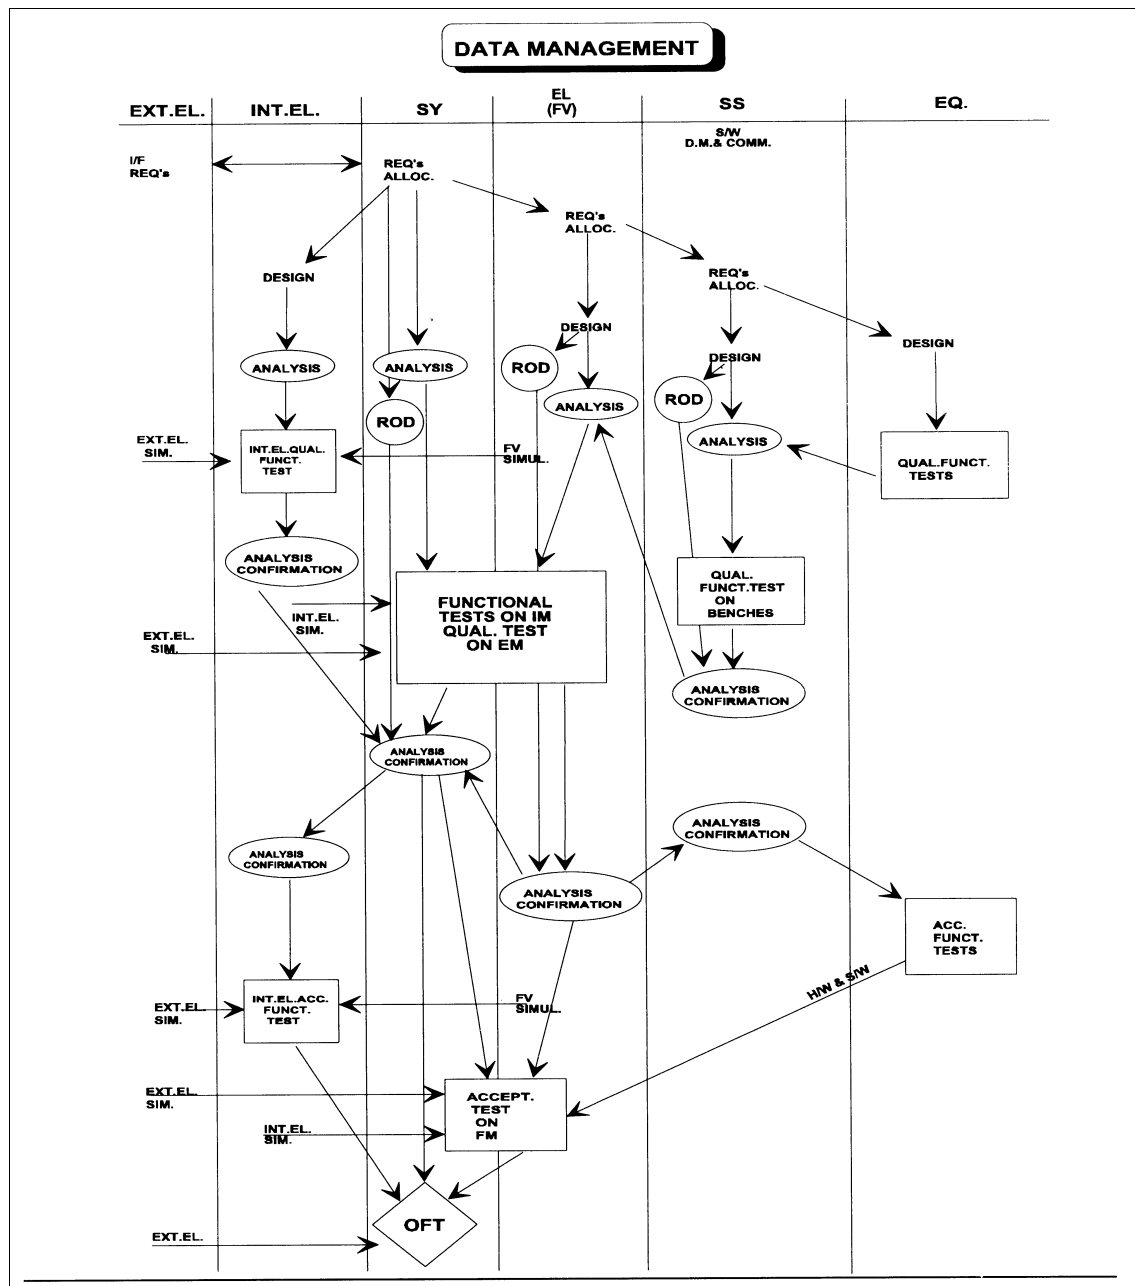 DATA MANAGEMENT
EXT.EL.
INT.EL.
SY
EL
(FV)
SS
EQ.
S/W
D.M.& COMM.
I/F
REQ's
REQ's
ALLOC.
REQ's
ALLOC.
REQ's
ALLOC.
DESIGN
DESIGN
DESIGN
DESIGN
ANALYSIS
ANALYSIS
ROD
ROD
ANALYSIS
ROD
ANALYSIS
ROD
EXT.EL.
SIM.
INT.EL.QUAL.
FUNCT.
TEST
FV
SIMUL.
QUAL.FUNCT.
TESTS
ANALYSIS
CONFIRMATION
INT.EL.
SIM.
EXT.EL.
SIM.
FUNCTIONAL
TESTS ON IM
QUAL. TEST
ON EM
QUAL.
FUNCT.TEST
ON
BENCHES
ANALYSIS
CONFIRMATION
ANALYSIS
CONFIRMATION
ANALYSIS
CONFIRMATION
ANALYSIS
CONFIRMATION
ANALYSIS
CONFIRMATION
ACC.
FUNCT.
TESTS
H/W & S/W
EXT.EL.
SIM.
INT.EL.ACC.
FUNCT.
TEST
FV
SIMUL.
EXT.EL.
SIM.
INT.EL.
SIM.
ACCEPT.
TEST
ON
FM
OFT
EXT.EL.